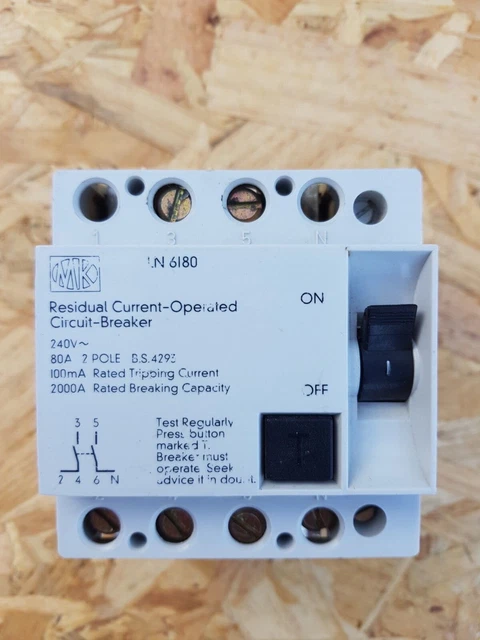 1 3 5 N
MK
LN 6180
Residual Current-Operated
Circuit-Breaker
ON
240V~
80A 2 POLE B.S.4293
100mA Rated Tripping Current
2000A Rated Breaking Capacity
OFF
3 5
2 4 6 N
Test Regularly
Press button
marked T.
Breaker must
operate. Seek
advice if in doubt.
T